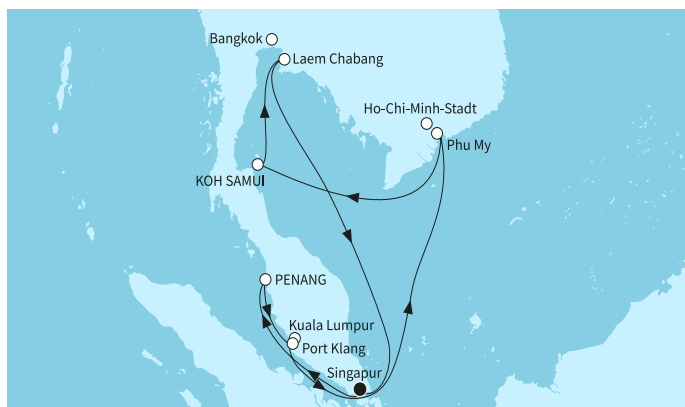 Bangkok
Laem Chabang
Ho-Chi-Minh-Stadt
Phu My
KOH SAMUI
PENANG
Kuala Lumpur
Port Klang
Singapur